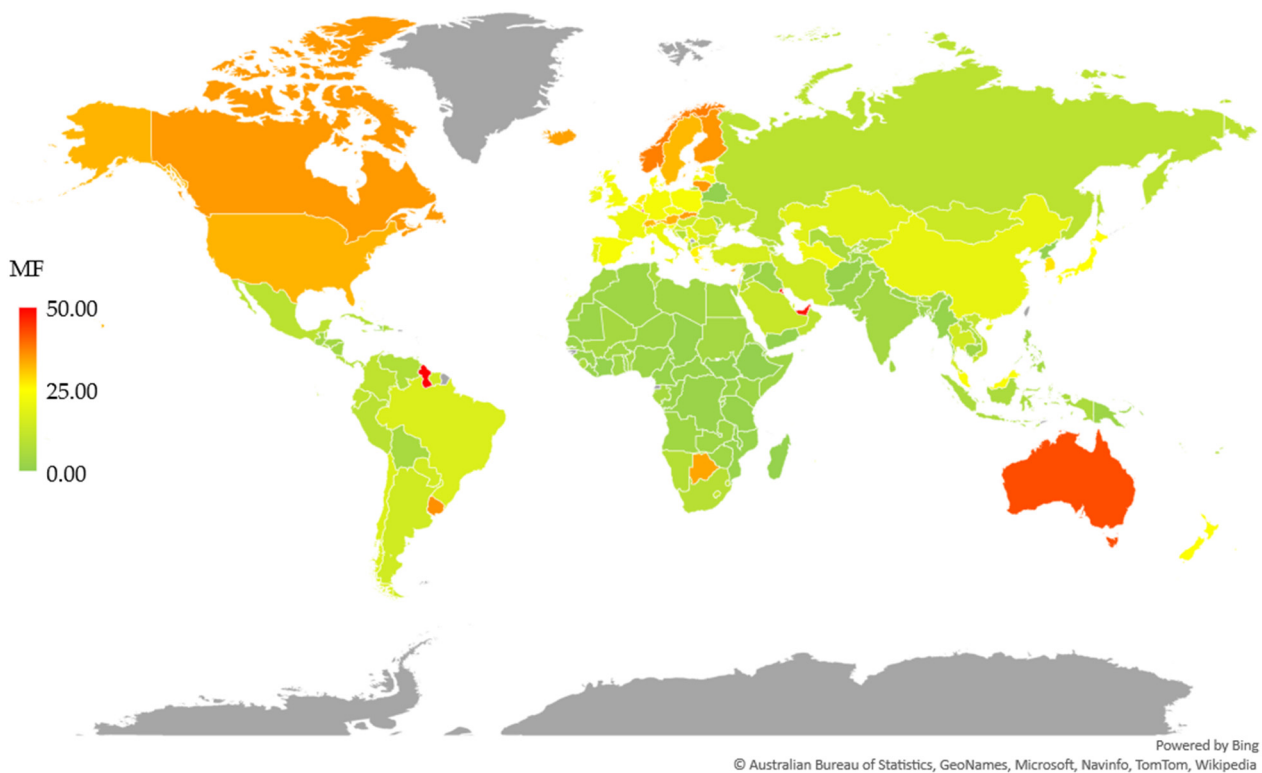 MF
50.00
25.00
0.00
Powered by Bing
© Australian Bureau of Statistics, GeoNames, Microsoft, Navinfo, TomTom, Wikipedia